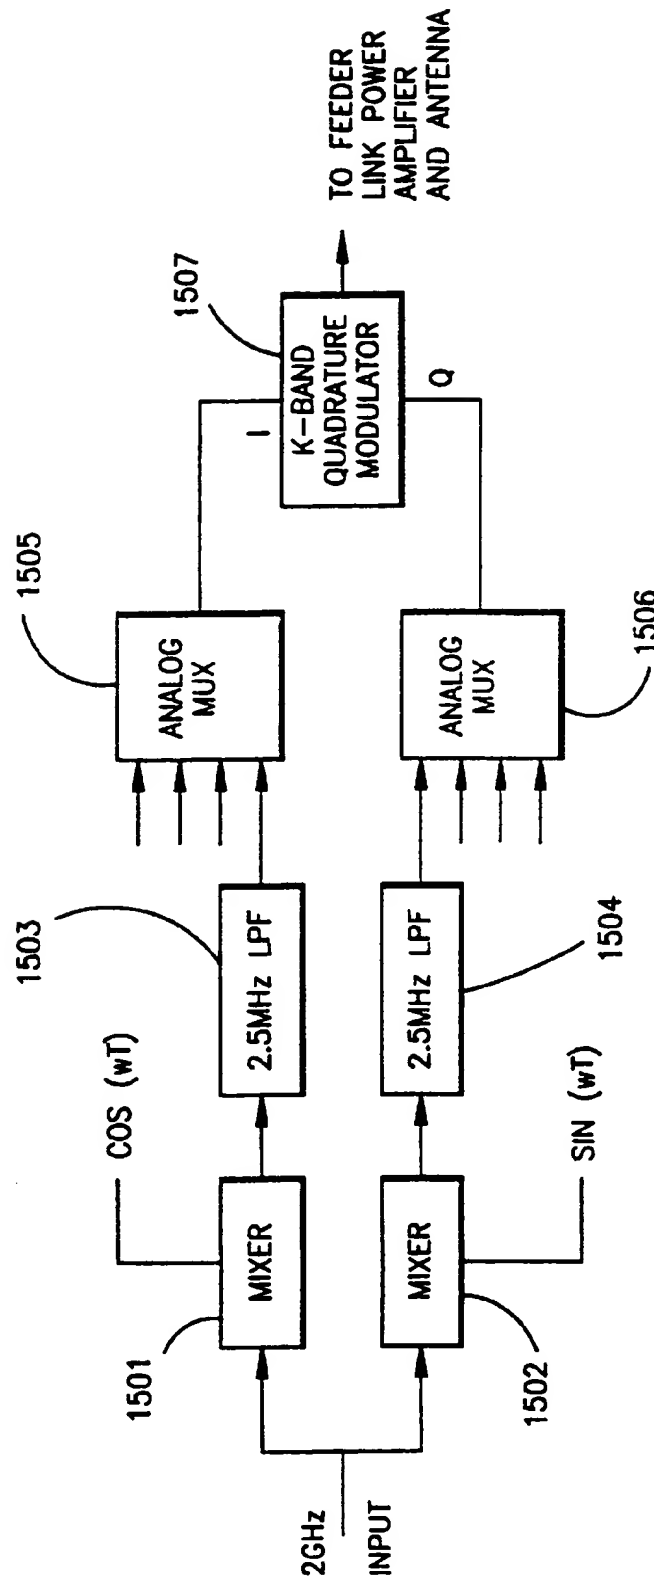 2GHz
INPUT
1501
MIXER
COS (wT)
1503
2.5MHz LPF
1505
ANALOG
MUX
I
1502
MIXER
SIN (wT)
1504
2.5MHz LPF
1506
ANALOG
MUX
Q
1507
K-BAND
QUADRATURE
MODULATOR
TO FEEDER
LINK POWER
AMPLIFIER
AND ANTENNA